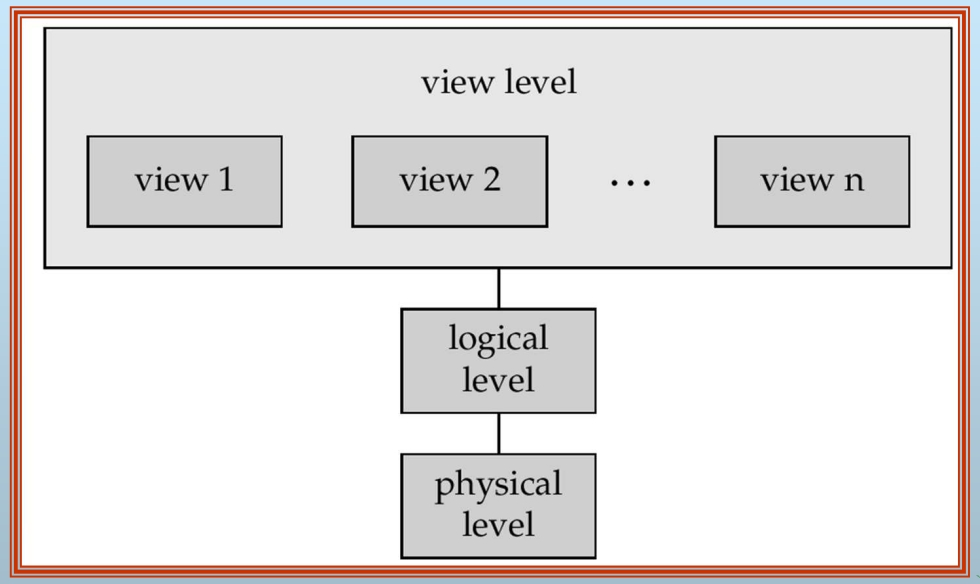 view level
view 1
view 2
...
view n
logical
level
physical
level